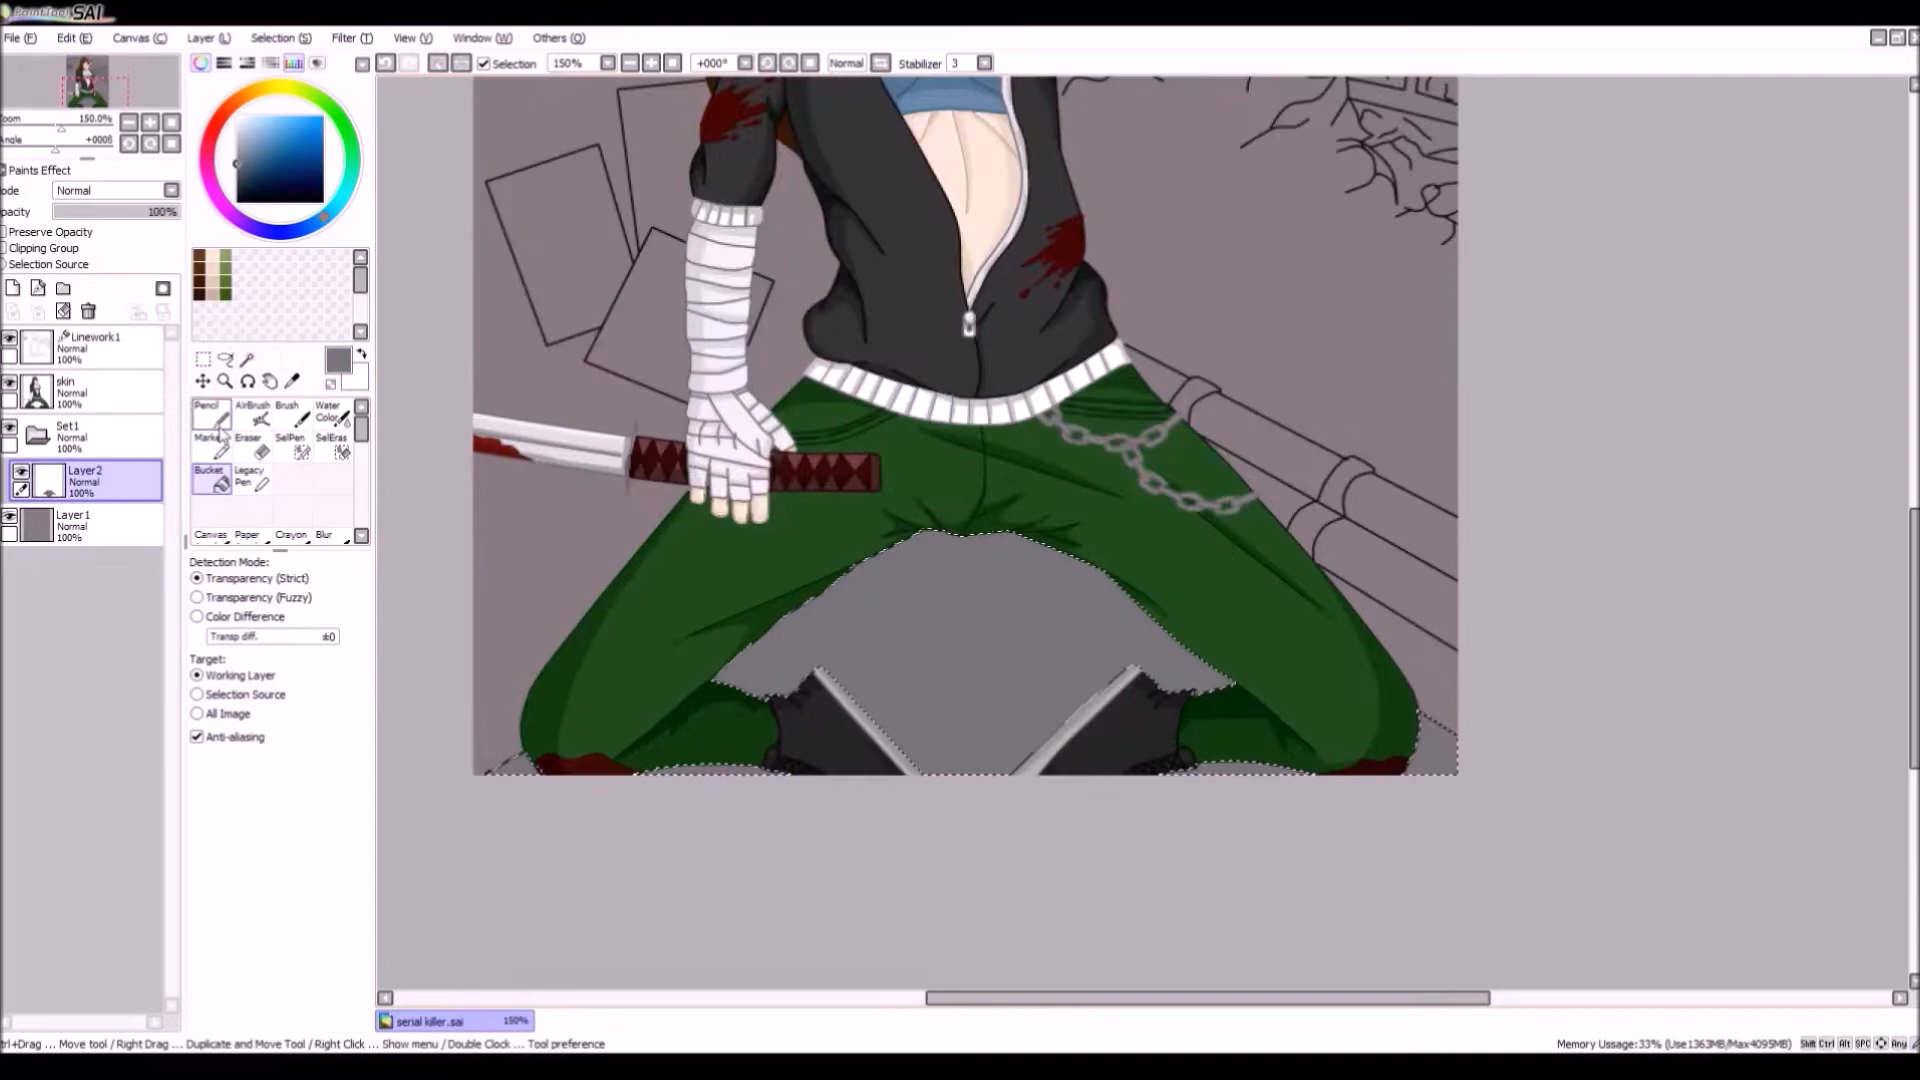 PaintTool SAI
File (F) Edit (E) Canvas (C) Layer (L) Selection (S) Filter (T) View (V) Window (W) Others (O)
Selection 150% +000° Normal Stabilizer 3
Zoom 150.0%
Angle +000
Paints Effect
ode Normal
pacity 100%
Preserve Opacity
Clipping Group
Selection Source
Linework1
Normal
100%
skin
Normal
100%
Set1
Normal
100%
Layer2
Normal
100%
Layer1
Normal
100%
Pencil AirBrush Brush Water Color
Marker Eraser SelPen SelEras
Bucket Legacy Pen
Canvas Paper Crayon Blur
Detection Mode:
Transparency (Strict)
Transparency (Fuzzy)
Color Difference
Transp diff. ±0
Target:
Working Layer
Selection Source
All Image
Anti-aliasing
serial killer.sai 150%
trl+Drag ... Move tool / Right Drag ... Duplicate and Move Tool / Right Click ... Show menu / Double Clock ... Tool preference
Memory Ussage:33% (Use1363MB/Max4095MB) Shift Ctrl Alt SPC Any